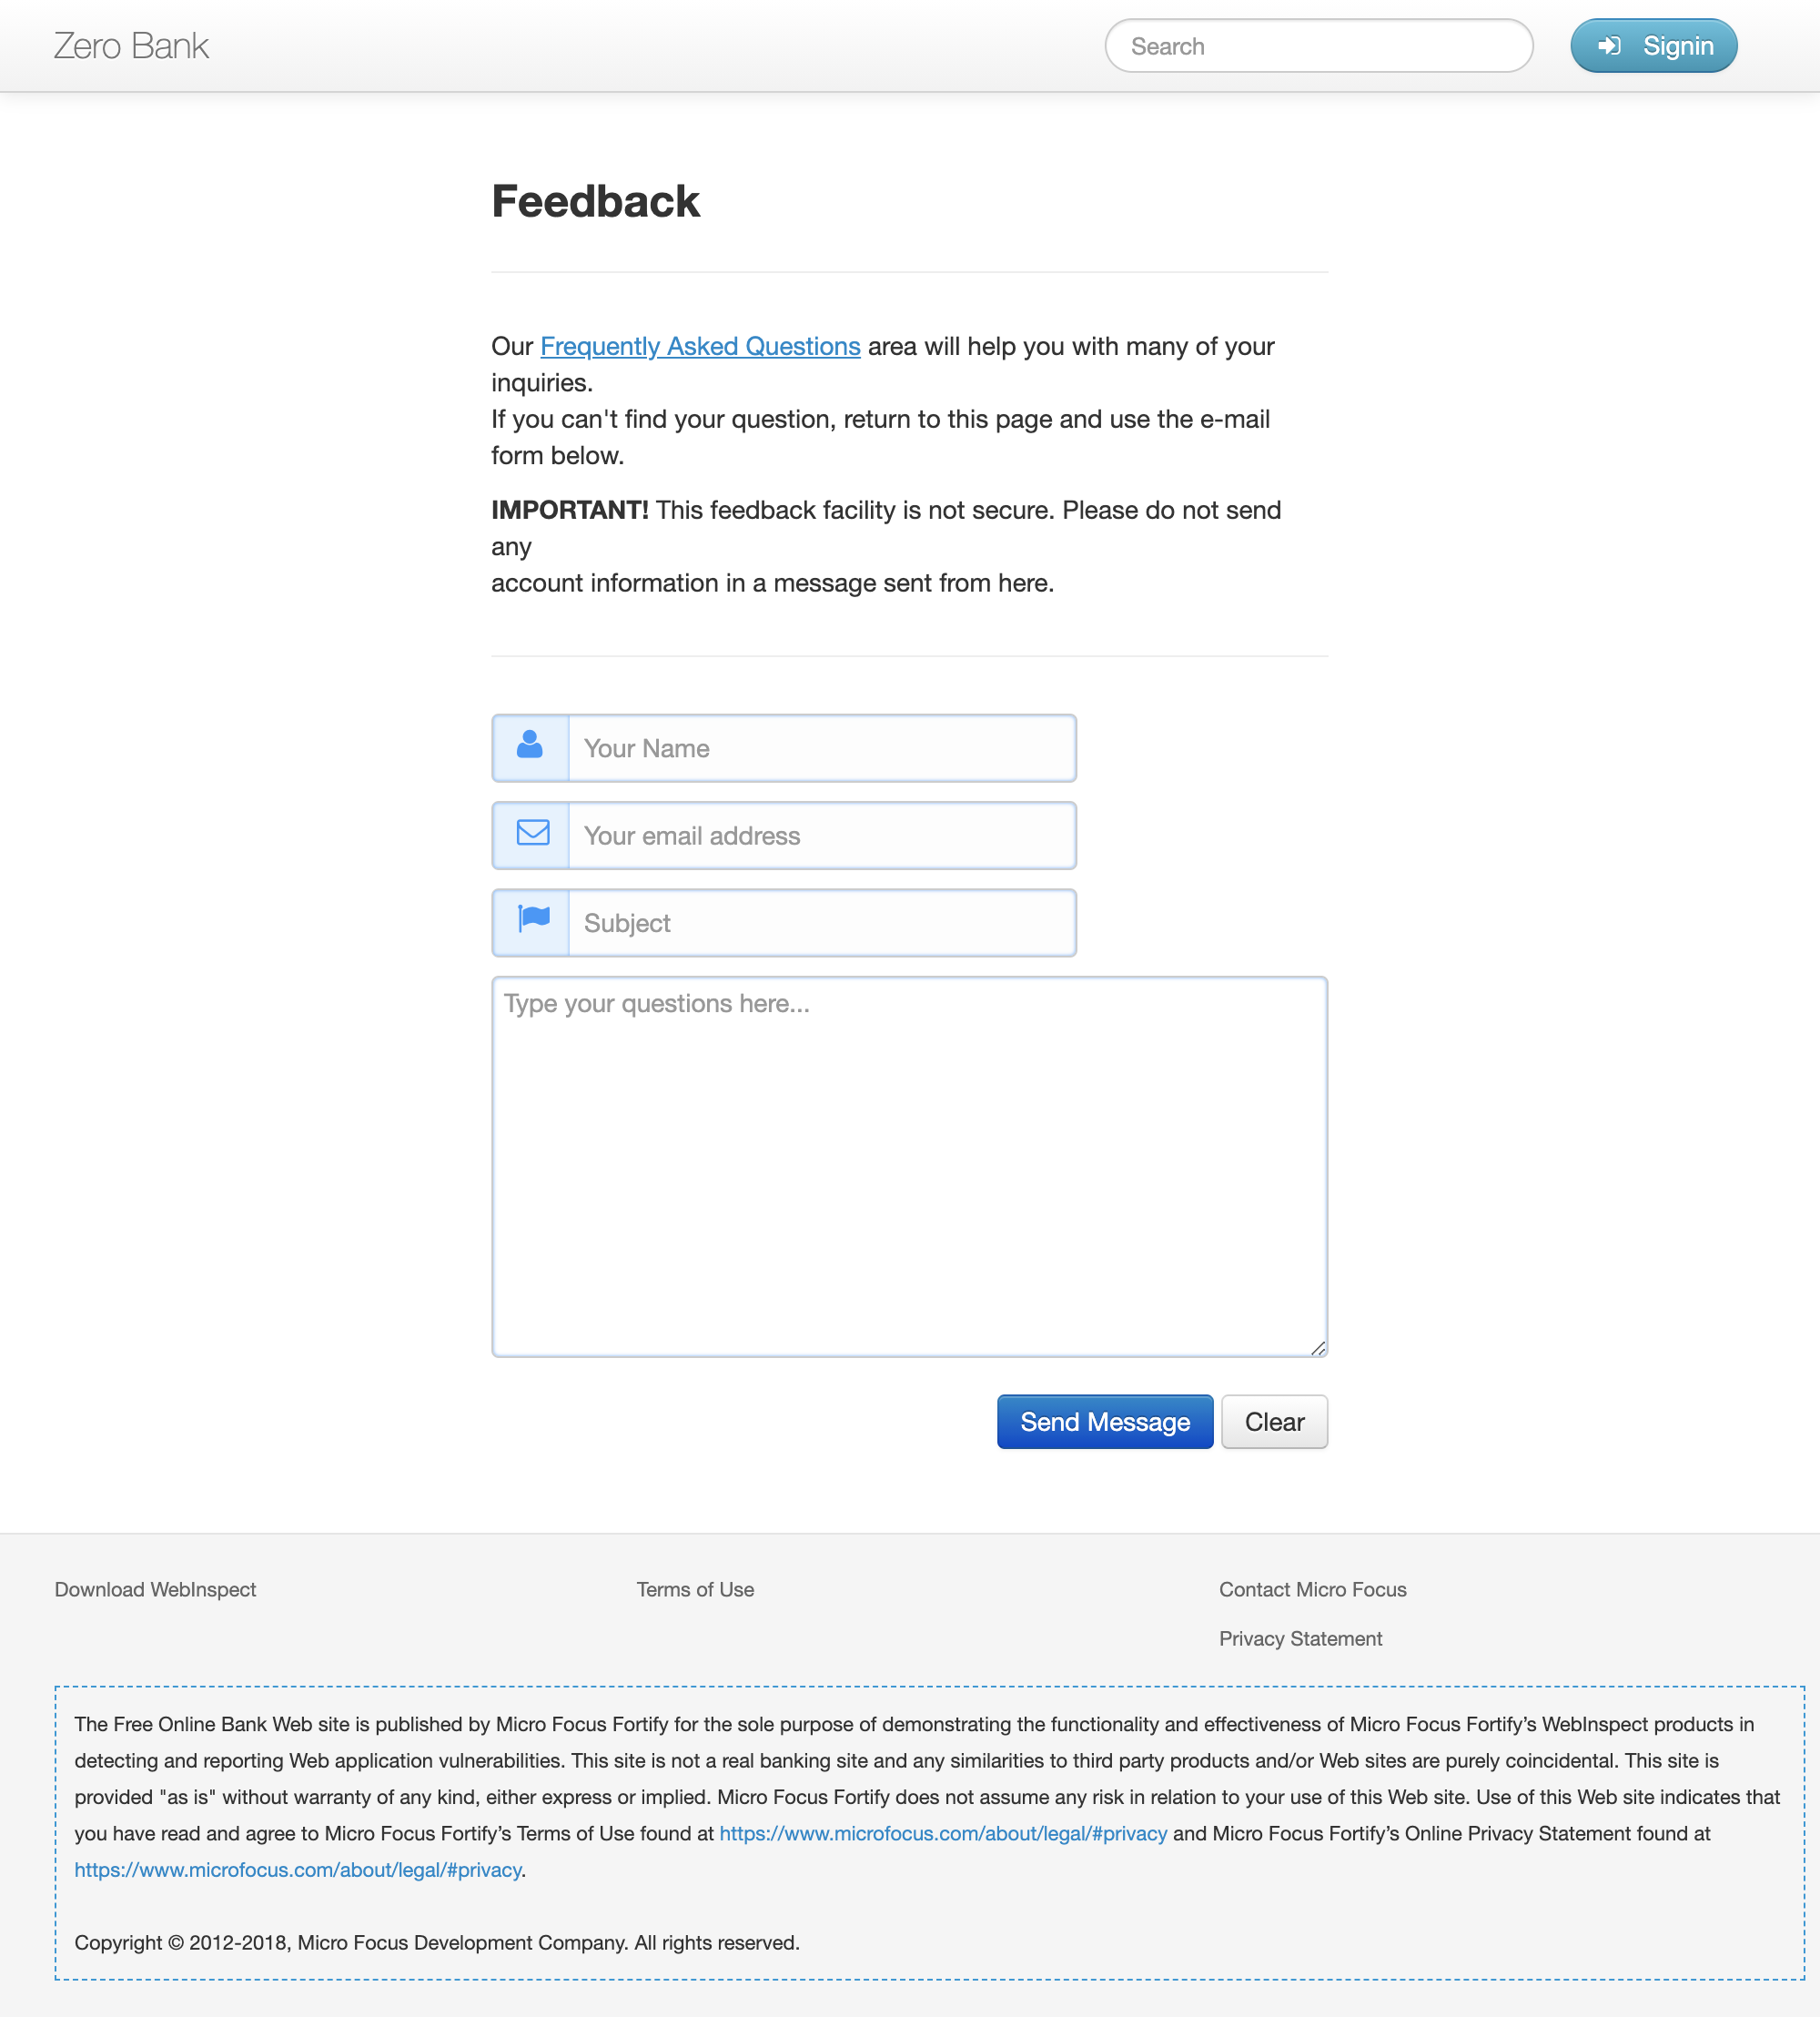 Zero Bank
Search
Signin
Feedback
Our Frequently Asked Questions area will help you with many of your
inquiries.
If you can't find your question, return to this page and use the e-mail
form below.
IMPORTANT! This feedback facility is not secure. Please do not send
any
account information in a message sent from here.
Your Name
Your email address
Subject
Type your questions here...
Send Message
Clear
Download WebInspect
Terms of Use
Contact Micro Focus
Privacy Statement
The Free Online Bank Web site is published by Micro Focus Fortify for the sole purpose of demonstrating the functionality and effectiveness of Micro Focus Fortify’s WebInspect products in
detecting and reporting Web application vulnerabilities. This site is not a real banking site and any similarities to third party products and/or Web sites are purely coincidental. This site is
provided "as is" without warranty of any kind, either express or implied. Micro Focus Fortify does not assume any risk in relation to your use of this Web site. Use of this Web site indicates that
you have read and agree to Micro Focus Fortify’s Terms of Use found at https://www.microfocus.com/about/legal/#privacy and Micro Focus Fortify’s Online Privacy Statement found at
https://www.microfocus.com/about/legal/#privacy.
Copyright © 2012-2018, Micro Focus Development Company. All rights reserved.